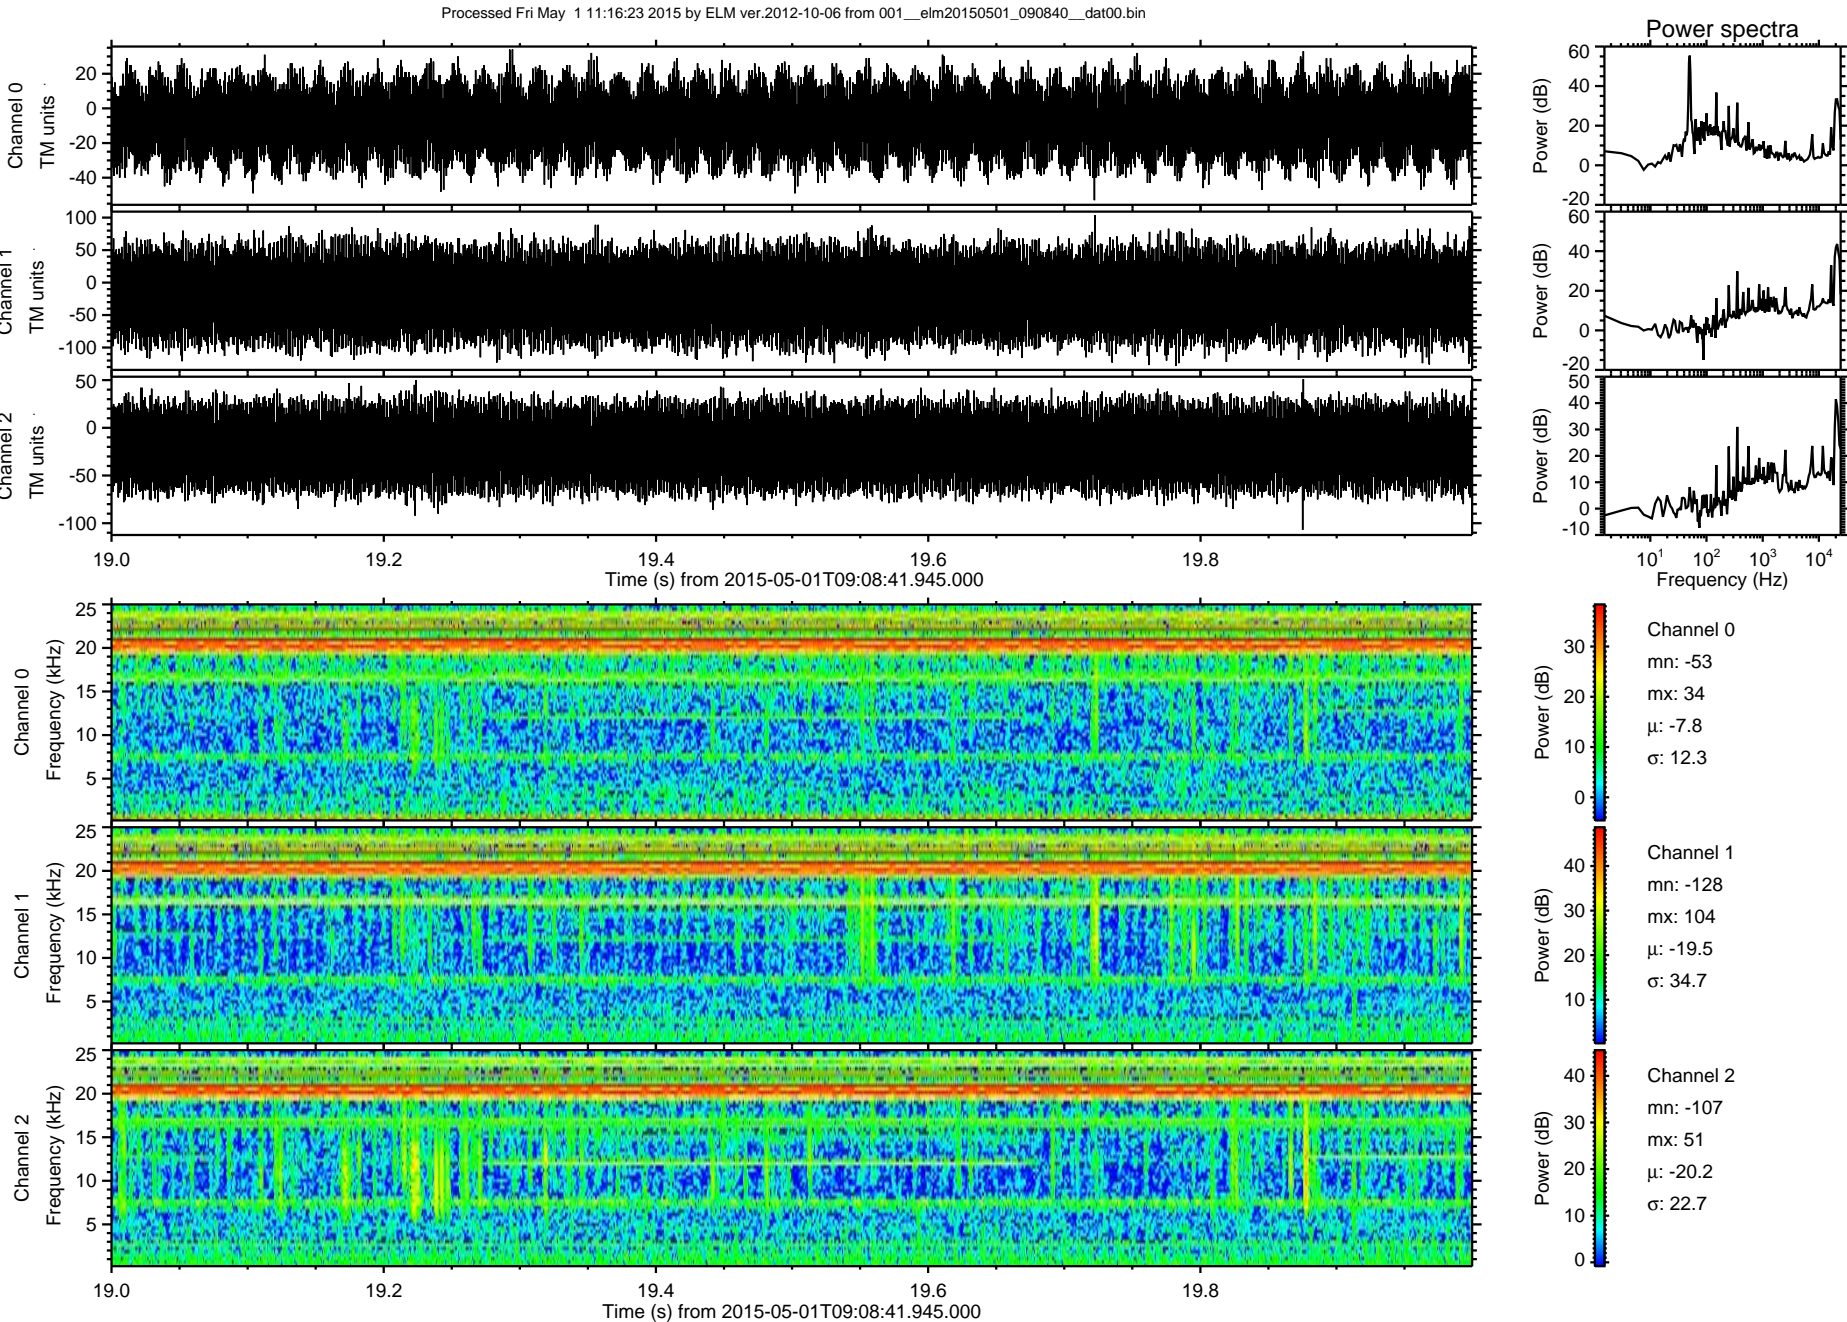 Processed Fri May  1 11:16:23 2015 by ELM ver.2012-10-06 from 001__elm20150501_090840__dat00.bin
Power spectra
Channel 0
TM units
20
0
-20
-40
Power (dB)
60
40
20
0
-20
Channel 1
TM units
100
50
0
-50
-100
Power (dB)
60
40
20
0
-20
Channel 2
TM units
50
0
-50
-100
Power (dB)
50
40
30
20
10
0
-10
19.0 19.2 19.4 19.6 19.8
Time (s) from 2015-05-01T09:08:41.945.000
10^1 10^2 10^3 10^4
Frequency (Hz)
Channel 0
Frequency (kHz)
25
20
15
10
5
Power (dB)
30
20
10
0
Channel 0
mn: -53
mx: 34
μ: -7.8
σ: 12.3
Channel 1
Frequency (kHz)
25
20
15
10
5
Power (dB)
40
30
20
10
Channel 1
mn: -128
mx: 104
μ: -19.5
σ: 34.7
Channel 2
Frequency (kHz)
25
20
15
10
5
Power (dB)
40
30
20
10
0
Channel 2
mn: -107
mx: 51
μ: -20.2
σ: 22.7
19.0 19.2 19.4 19.6 19.8
Time (s) from 2015-05-01T09:08:41.945.000